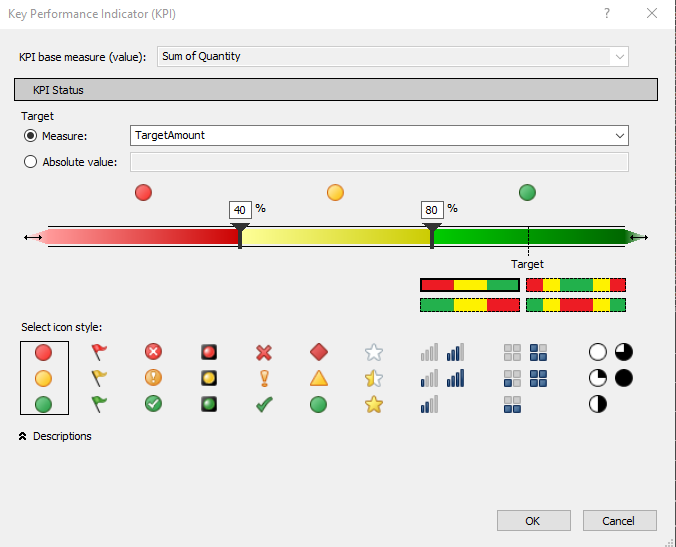 Key Performance Indicator (KPI)
?
KPI base measure (value): Sum of Quantity
KPI Status
Target
Measure: TargetAmount
Absolute value:
40 % 80 %
Target
Select icon style:
Descriptions
OK Cancel